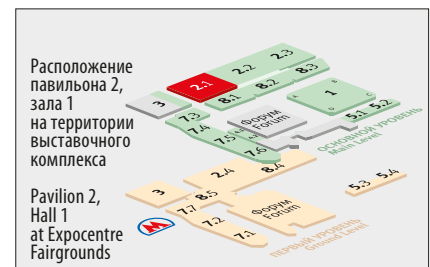 Расположение
павильона 2,
зала 1
на территории
выставочного
комплекса
Pavilion 2,
Hall 1
at Expocentre
Fairgrounds
2.1
2.2
2.3
3
8.1
8.2
8.3
1
7.3
7.4
7.5
7.6
Форум
Forum
5.1
5.2
ОСНОВНОЙ УРОВЕНЬ
Main Level
3
2.4
8.4
8.5
7.7
7.2
7.1
Форум
Forum
5.3
5.4
ПЕРВЫЙ УРОВЕНЬ
Ground Level